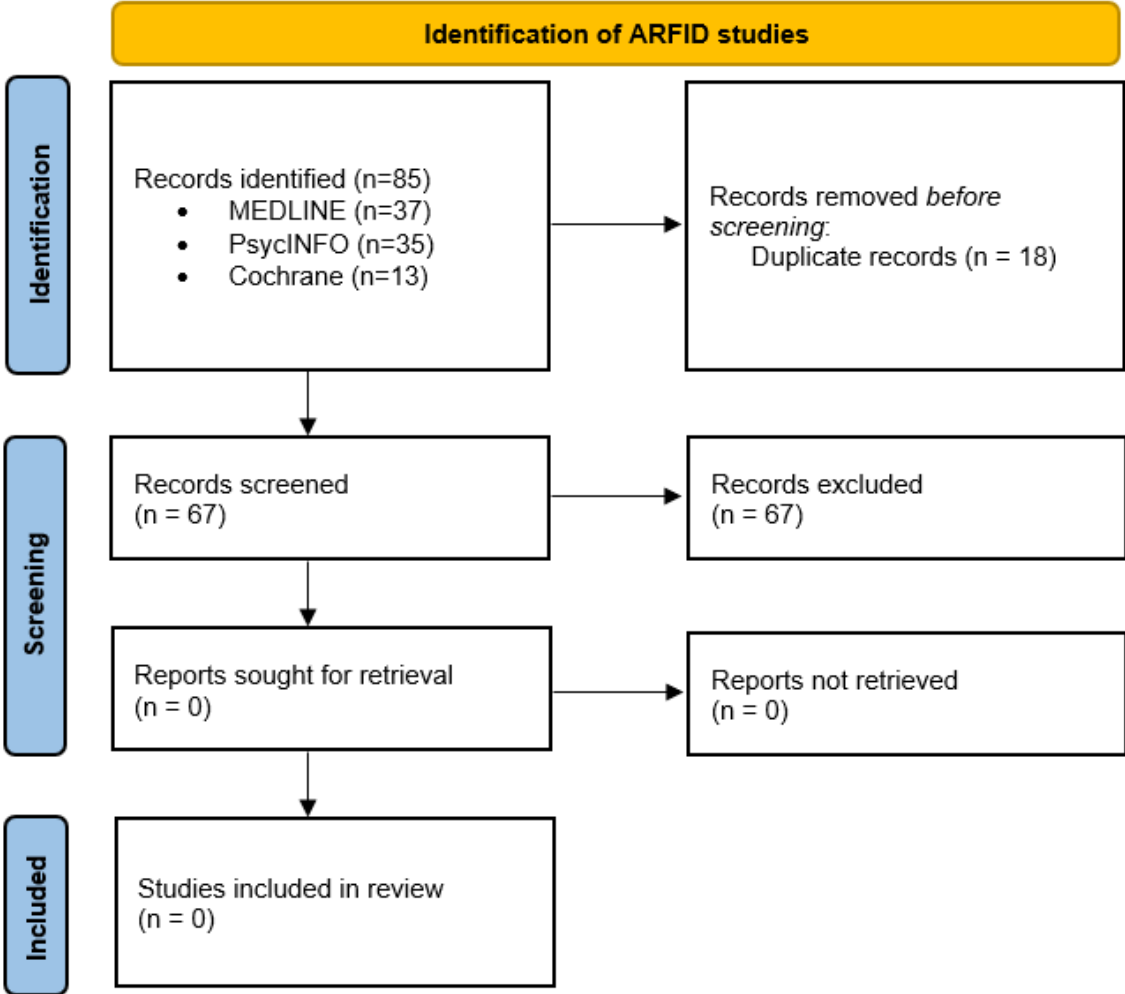 Identification of ARFID studies
Identification
Records identified (n=85)
• MEDLINE (n=37)
• PsycINFO (n=35)
• Cochrane (n=13)
Records removed before
screening:
Duplicate records (n = 18)
Screening
Records screened
(n = 67)
Records excluded
(n = 67)
Reports sought for retrieval
(n = 0)
Reports not retrieved
(n = 0)
Included
Studies included in review
(n = 0)